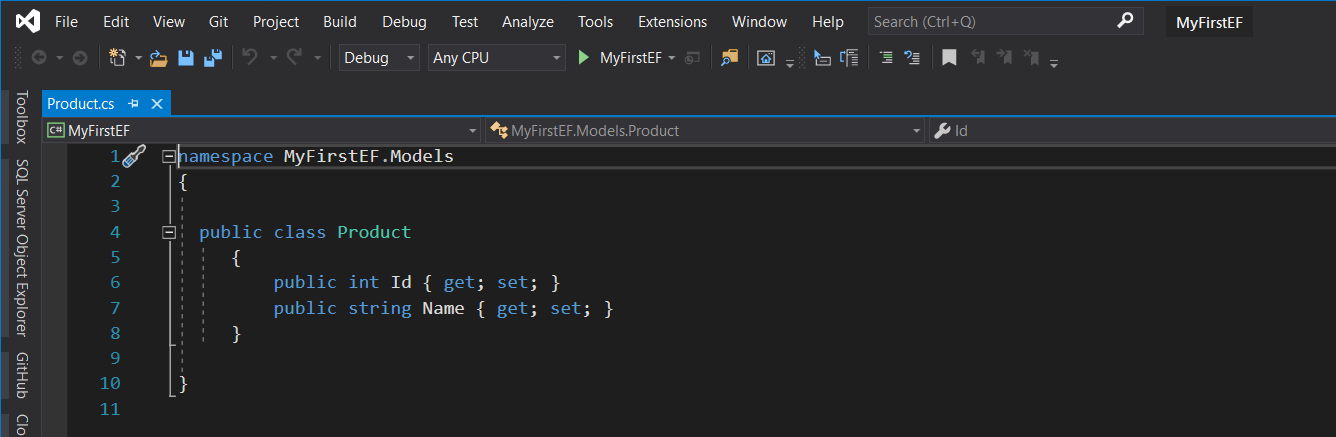 File Edit View Git Project Build Debug Test Analyze Tools Extensions Window Help Search (Ctrl+Q) MyFirstEF
Debug Any CPU MyFirstEF
Toolbox
SQL Server Object Explorer
GitHub
Clo
Product.cs
C# MyFirstEF MyFirstEF.Models.Product Id
1 namespace MyFirstEF.Models
2 {
3
4 public class Product
5 {
6 public int Id { get; set; }
7 public string Name { get; set; }
8 }
9
10 }
11